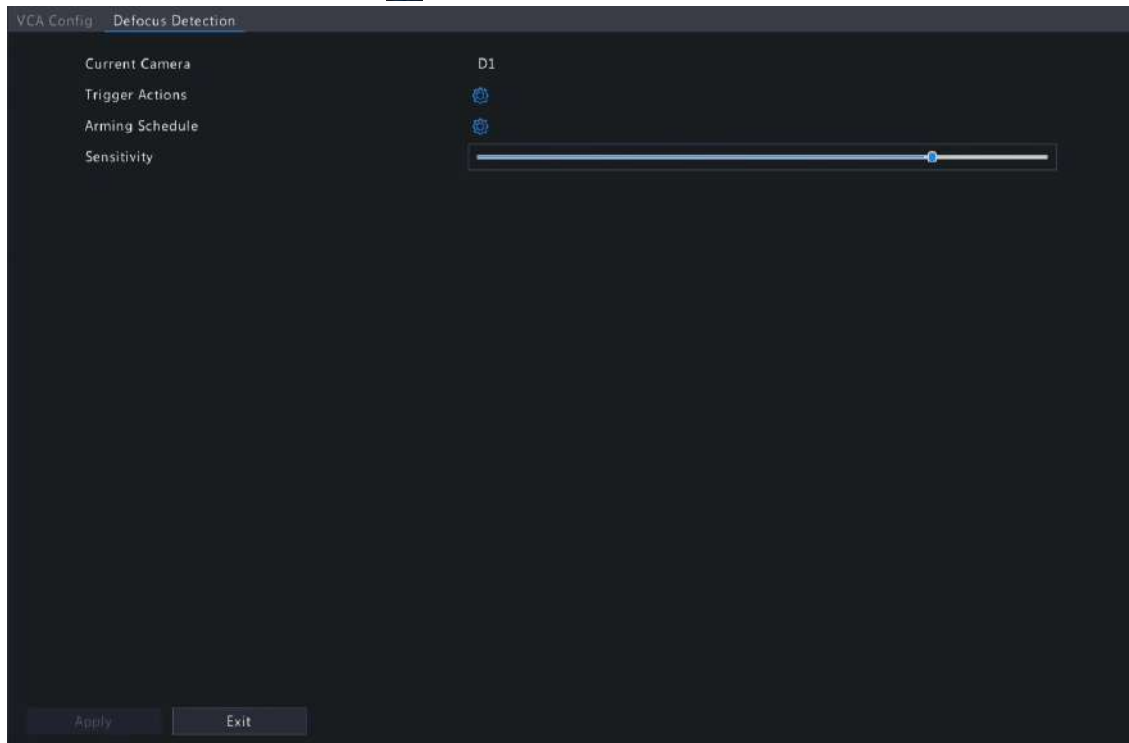 VCA Config Defocus Detection
Current Camera D1
Trigger Actions
Arming Schedule
Sensitivity
Apply Exit